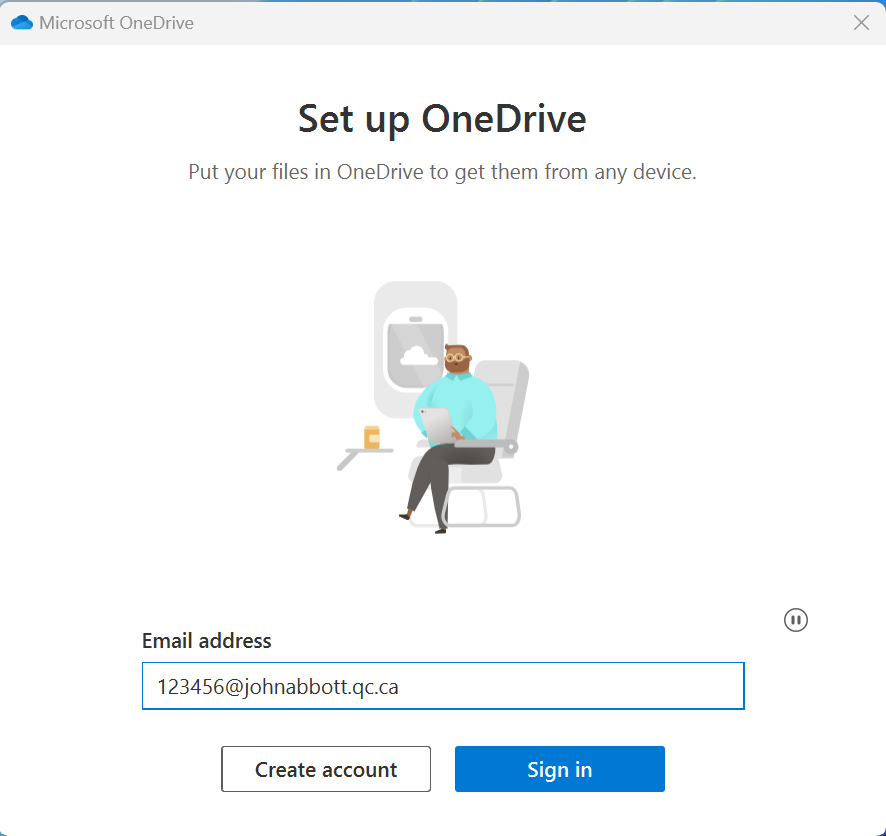 Microsoft OneDrive
Set up OneDrive
Put your files in OneDrive to get them from any device.
Email address
123456@johnabbott.qc.ca
Create account
Sign in